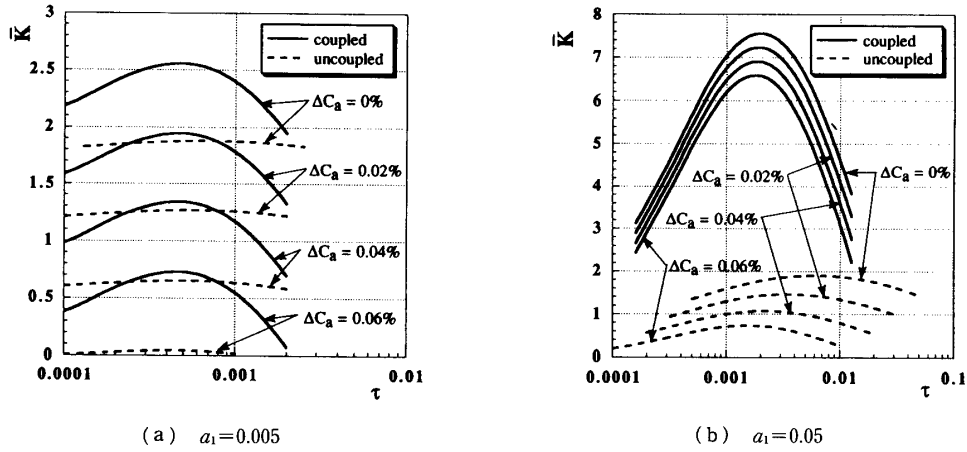 3
2.5
2
1.5
1
0.5
0
K̅
coupled
uncoupled
ΔCa = 0%
ΔCa = 0.02%
ΔCa = 0.04%
ΔCa = 0.06%
0.0001
0.001
0.01
τ
(a) a₁=0.005
8
7
6
5
4
3
2
1
0
K̅
coupled
uncoupled
ΔCa = 0.02%
ΔCa = 0%
ΔCa = 0.04%
ΔCa = 0.06%
0.0001
0.001
0.01
0.1
τ
(b) a₁=0.05